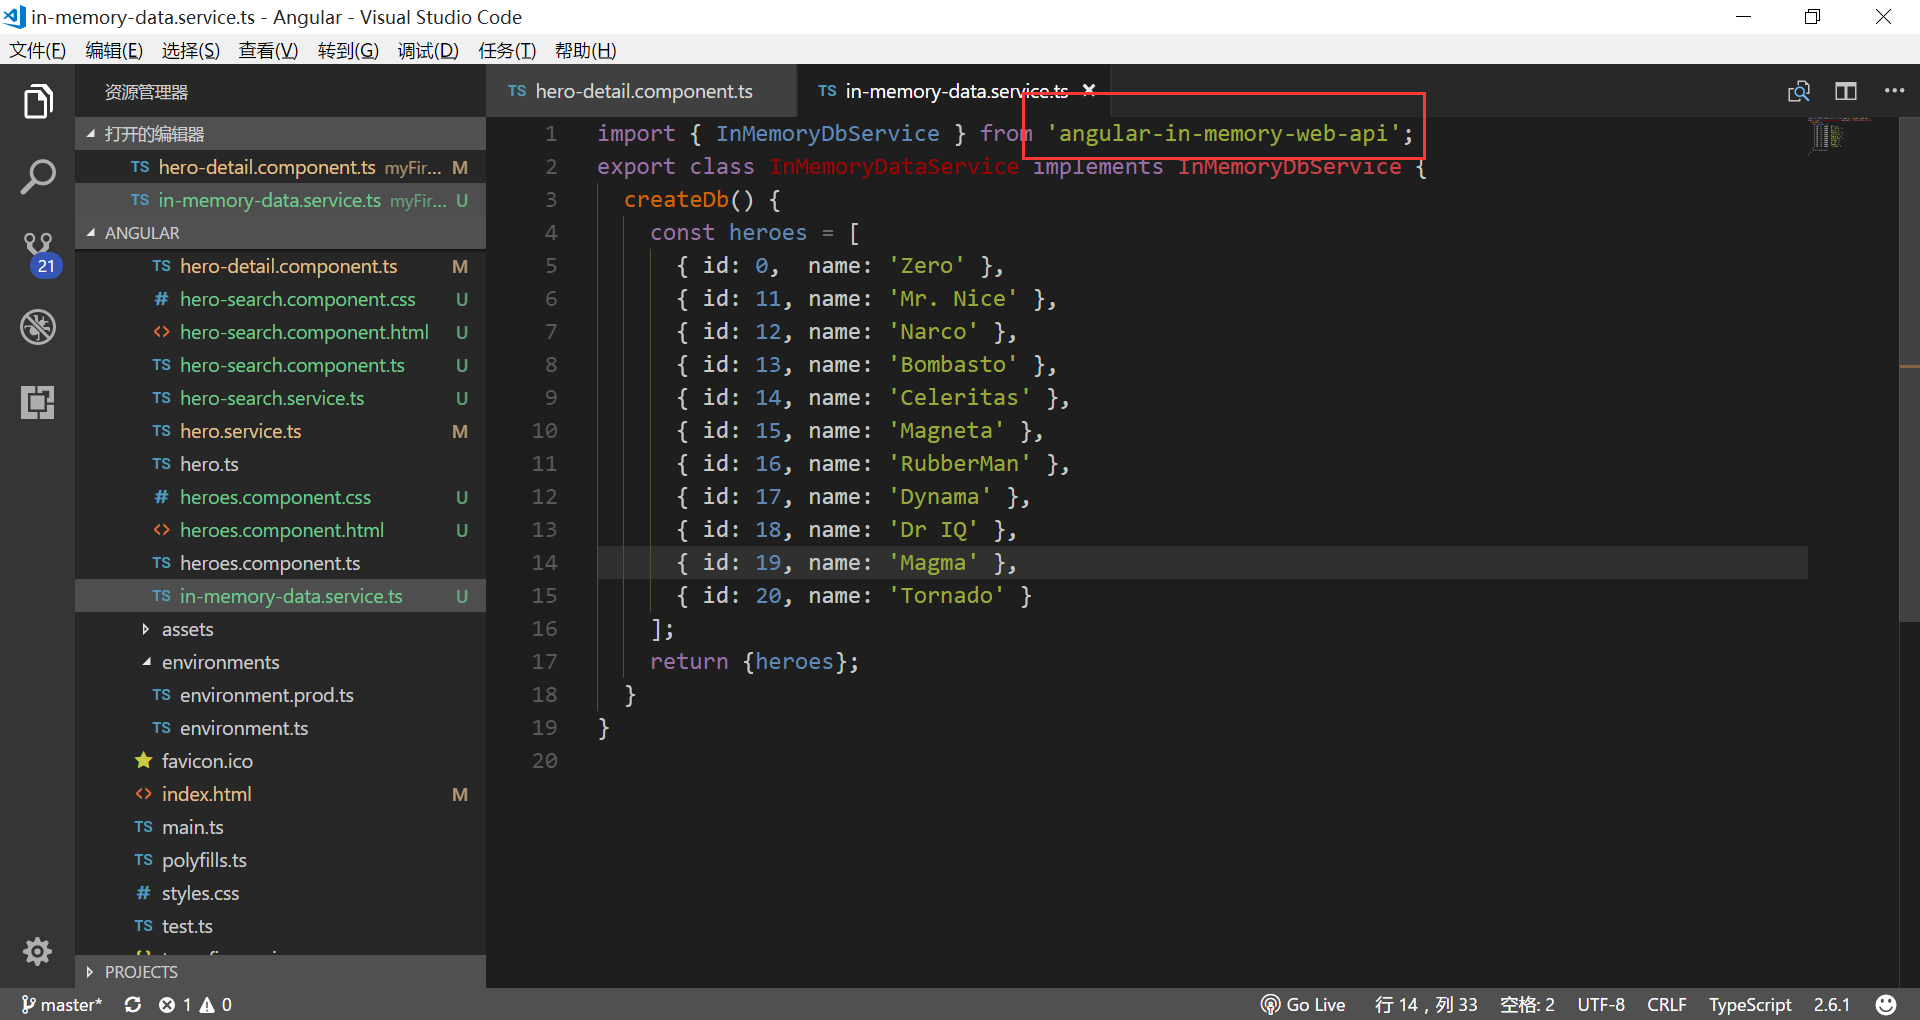 in-memory-data.service.ts - Angular - Visual Studio Code
文件(F) 编辑(E) 选择(S) 查看(V) 转到(G) 调试(D) 任务(T) 帮助(H)
资源管理器
打开的编辑器
TS hero-detail.component.ts myFir... M
TS in-memory-data.service.ts myFir... U
ANGULAR
TS hero-detail.component.ts M
# hero-search.component.css U
<> hero-search.component.html U
TS hero-search.component.ts U
TS hero-search.service.ts U
TS hero.service.ts M
TS hero.ts
# heroes.component.css U
<> heroes.component.html U
TS heroes.component.ts
TS in-memory-data.service.ts U
assets
environments
TS environment.prod.ts
TS environment.ts
favicon.ico
<> index.html M
TS main.ts
TS polyfills.ts
# styles.css
TS test.ts
PROJECTS
21
TS hero-detail.component.ts TS in-memory-data.service.ts
1 import { InMemoryDbService } from 'angular-in-memory-web-api';
2 export class InMemoryDataService implements InMemoryDbService {
3 createDb() {
4 const heroes = [
5 { id: 0,  name: 'Zero' },
6 { id: 11, name: 'Mr. Nice' },
7 { id: 12, name: 'Narco' },
8 { id: 13, name: 'Bombasto' },
9 { id: 14, name: 'Celeritas' },
10 { id: 15, name: 'Magneta' },
11 { id: 16, name: 'RubberMan' },
12 { id: 17, name: 'Dynama' },
13 { id: 18, name: 'Dr IQ' },
14 { id: 19, name: 'Magma' },
15 { id: 20, name: 'Tornado' }
16 ];
17 return {heroes};
18 }
19 }
20
master* 1 0 Go Live 行 14，列 33 空格: 2 UTF-8 CRLF TypeScript 2.6.1